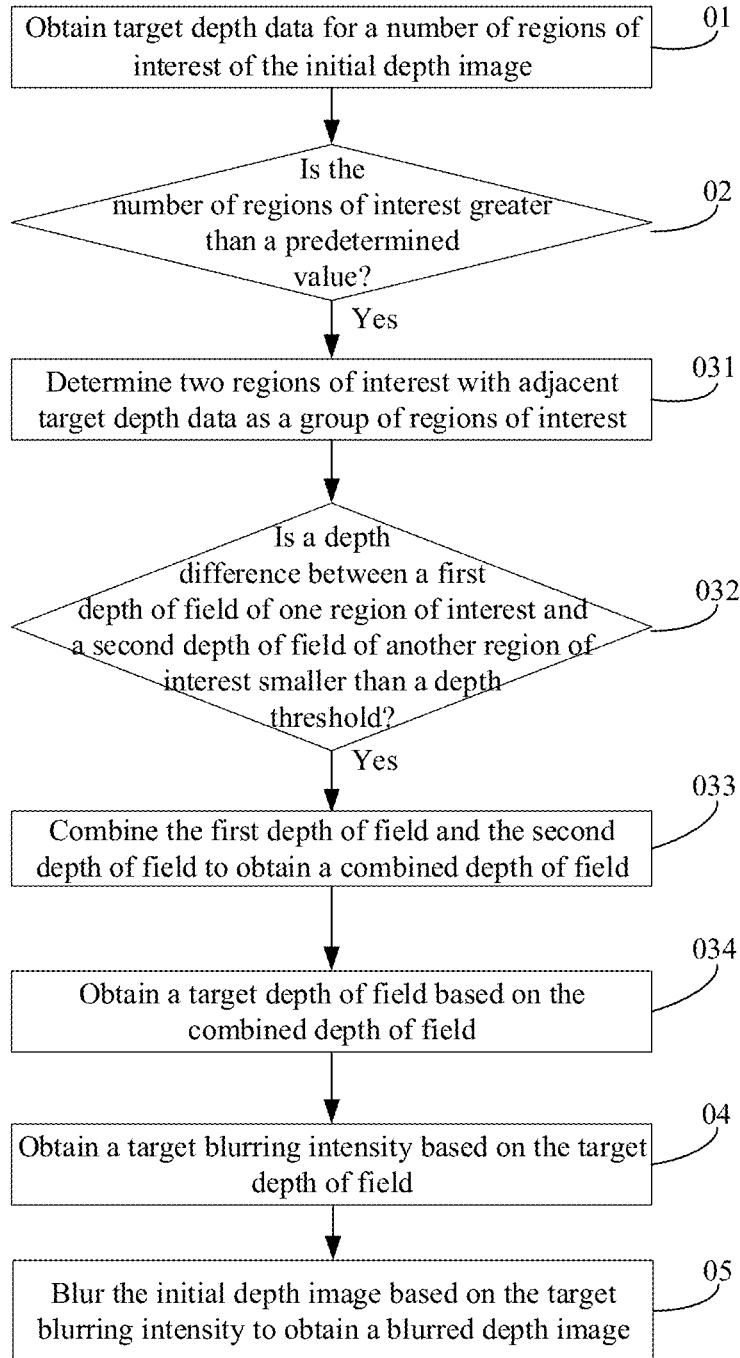 Obtain target depth data for a number of regions of
interest of the initial depth image
01
Is the
number of regions of interest greater
than a predetermined
value?
02
Yes
Determine two regions of interest with adjacent
target depth data as a group of regions of interest
031
Is a depth
difference between a first
depth of field of one region of interest and
a second depth of field of another region of
interest smaller than a depth
threshold?
032
Yes
Combine the first depth of field and the second
depth of field to obtain a combined depth of field
033
Obtain a target depth of field based on the
combined depth of field
034
Obtain a target blurring intensity based on the target
depth of field
04
Blur the initial depth image based on the target
blurring intensity to obtain a blurred depth image
05